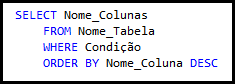 SELECT Nome_Colunas
FROM Nome_Tabela
WHERE Condição
ORDER BY Nome_Coluna DESC